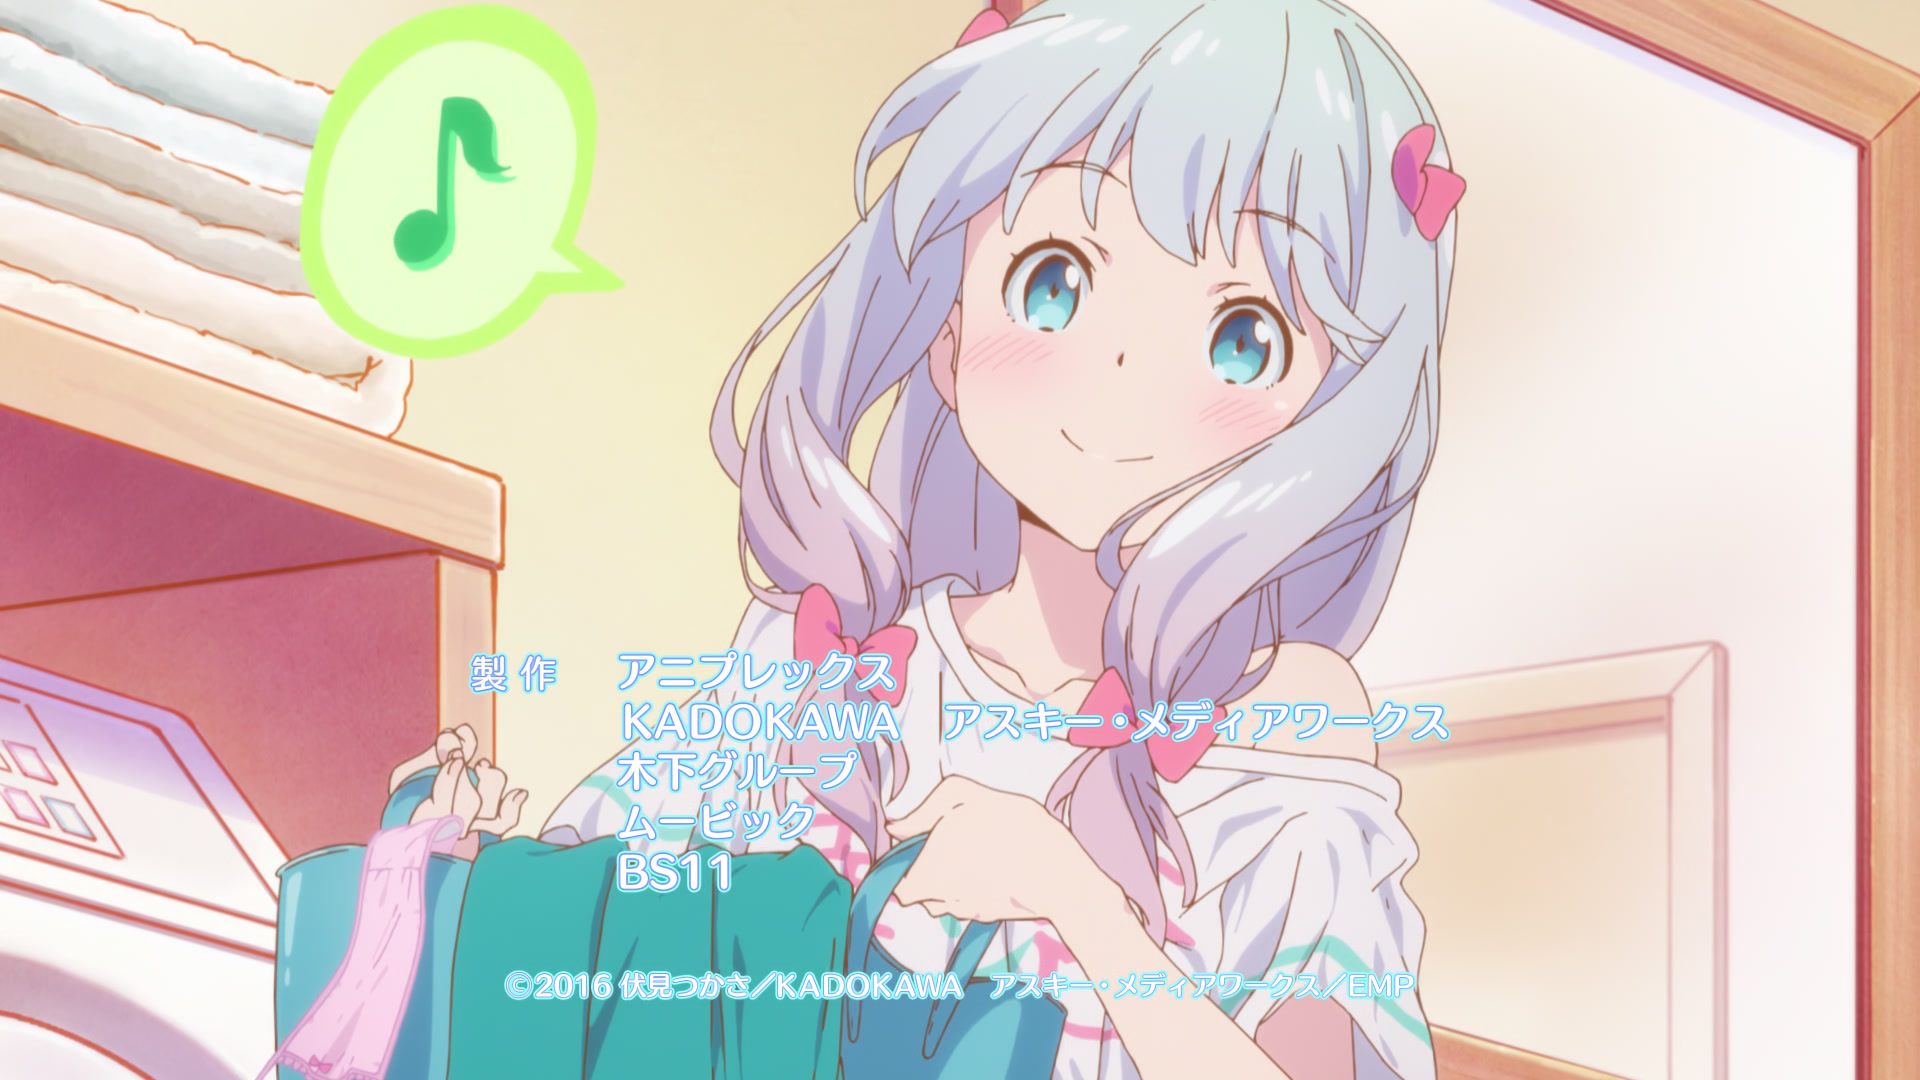 製作 アニプレックス
KADOKAWA アスキー・メディアワークス
木下グループ
ムービック
BS11
©2016 伏見つかさ／KADOKAWA アスキー・メディアワークス／EMP